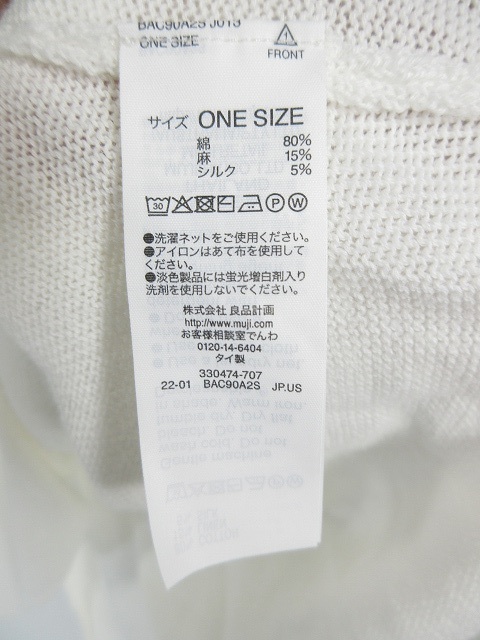 BAC90A2S J01S
ONE SIZE
FRONT
サイズ ONE SIZE
綿 80%
麻 15%
シルク 5%
30 P W
●洗濯ネットをご使用ください。
●アイロンはあて布を使用して
ください。
●淡色製品には蛍光増白剤入り
洗剤を使用しないでください。
株式会社 良品計画
http://www.muji.com
お客様相談室でんわ
0120-14-6404
タイ製
330474-707
22-01 BAC90A2S JP.US